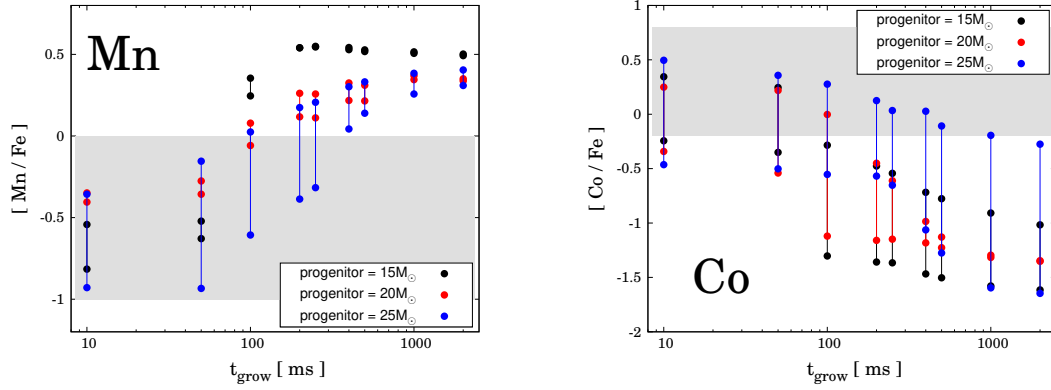 Mn
[ Mn / Fe ]
0.5
0
-0.5
-1
10
100
1000
t_grow [ ms ]
progenitor = 15M☉
progenitor = 20M☉
progenitor = 25M☉
Co
[ Co / Fe ]
1
0.5
0
-0.5
-1
-1.5
-2
10
100
1000
t_grow [ ms ]
progenitor = 15M☉
progenitor = 20M☉
progenitor = 25M☉